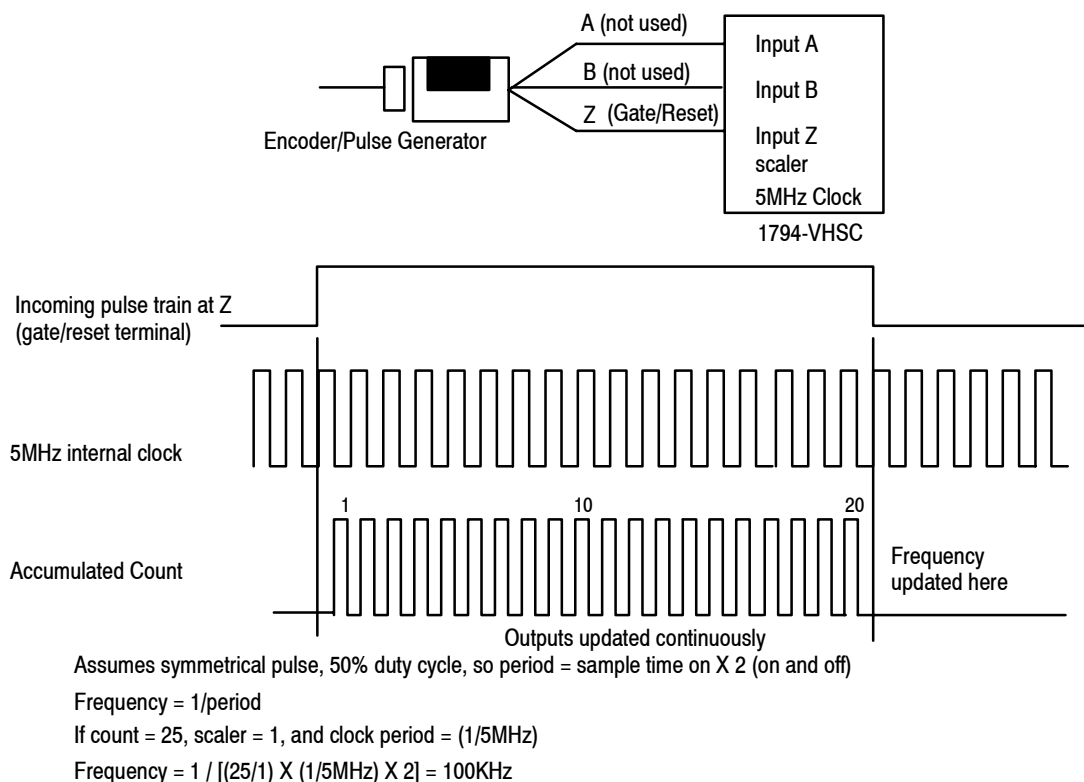 A (not used)
B (not used)
Z (Gate/Reset)
Input A
Input B
Input Z
scaler
5MHz Clock
Encoder/Pulse Generator
1794-VHSC
Incoming pulse train at Z
(gate/reset terminal)
5MHz internal clock
1 10 20
Accumulated Count
Frequency
updated here
Outputs updated continuously
Assumes symmetrical pulse, 50% duty cycle, so period = sample time on X 2 (on and off)
Frequency = 1/period
If count = 25, scaler = 1, and clock period = (1/5MHz)
Frequency = 1 / [(25/1) X (1/5MHz) X 2] = 100KHz